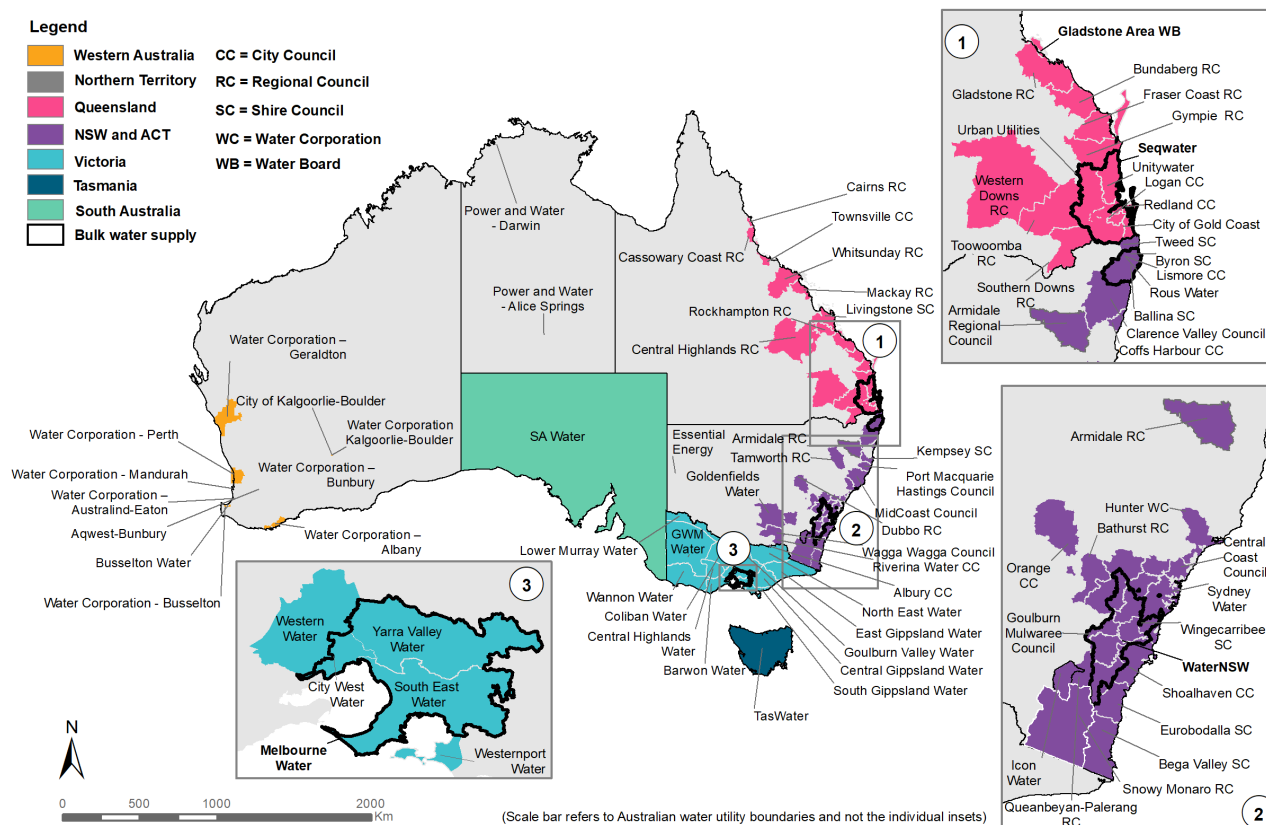 Legend
Western Australia
Northern Territory
Queensland
NSW and ACT
Victoria
Tasmania
South Australia
Bulk water supply
CC = City Council
RC = Regional Council
SC = Shire Council
WC = Water Corporation
WB = Water Board
Power and Water
- Darwin
Power and Water
- Alice Springs
Water Corporation –
Geraldton
City of Kalgoorlie-Boulder
Water Corporation
Kalgoorlie-Boulder
Water Corporation - Perth
Water Corporation - Mandurah
Water Corporation –
Bunbury
Water Corporation –
Australind-Eaton
Aqwest-Bunbury
Busselton Water
Water Corporation - Busselton
Water Corporation –
Albany
SA Water
Cairns RC
Townsville CC
Cassowary Coast RC
Whitsunday RC
Mackay RC
Livingstone SC
Rockhampton RC
Central Highlands RC
1
Essential
Energy
Armidale RC
Tamworth RC
Goldenfields
Water
Kempsey SC
Port Macquarie
Hastings Council
MidCoast Council
Dubbo RC
2
Wagga Wagga Council
Riverina Water CC
Albury CC
North East Water
East Gippsland Water
Goulburn Valley Water
Central Gippsland Water
South Gippsland Water
Lower Murray Water
GWM
Water
3
Wannon Water
Coliban Water
Central Highlands
Water
Barwon Water
TasWater
1
Gladstone Area WB
Bundaberg RC
Gladstone RC
Fraser Coast RC
Gympie RC
Urban Utilities
Seqwater
Unitywater
Logan CC
Western
Downs
RC
Redland CC
City of Gold Coast
Toowoomba
RC
Tweed SC
Byron SC
Lismore CC
Southern Downs
RC
Rous Water
Armidale
Regional
Council
Ballina SC
Clarence Valley Council
Coffs Harbour CC
Armidale RC
Hunter WC
Bathurst RC
Orange
CC
Central
Coast
Council
Sydney
Water
Goulburn
Mulwaree
Council
Wingecarribee
SC
WaterNSW
Shoalhaven CC
Eurobodalla SC
Bega Valley SC
Icon
Water
Snowy Monaro RC
Queanbeyan-Palerang
RC
2
3
Western
Water
Yarra Valley
Water
City West
Water
South East
Water
Melbourne
Water
Westernport
Water
N
0
500
1000
2000
Km
(Scale bar refers to Australian water utility boundaries and not the individual insets)